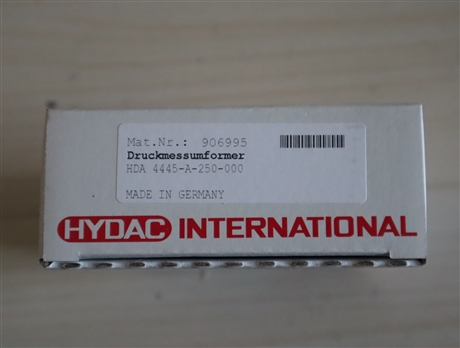 Mat.Nr.: 906995
Druckmessumformer
HDA 4445-A-250-000
MADE IN GERMANY
HYDAC INTERNATIONAL